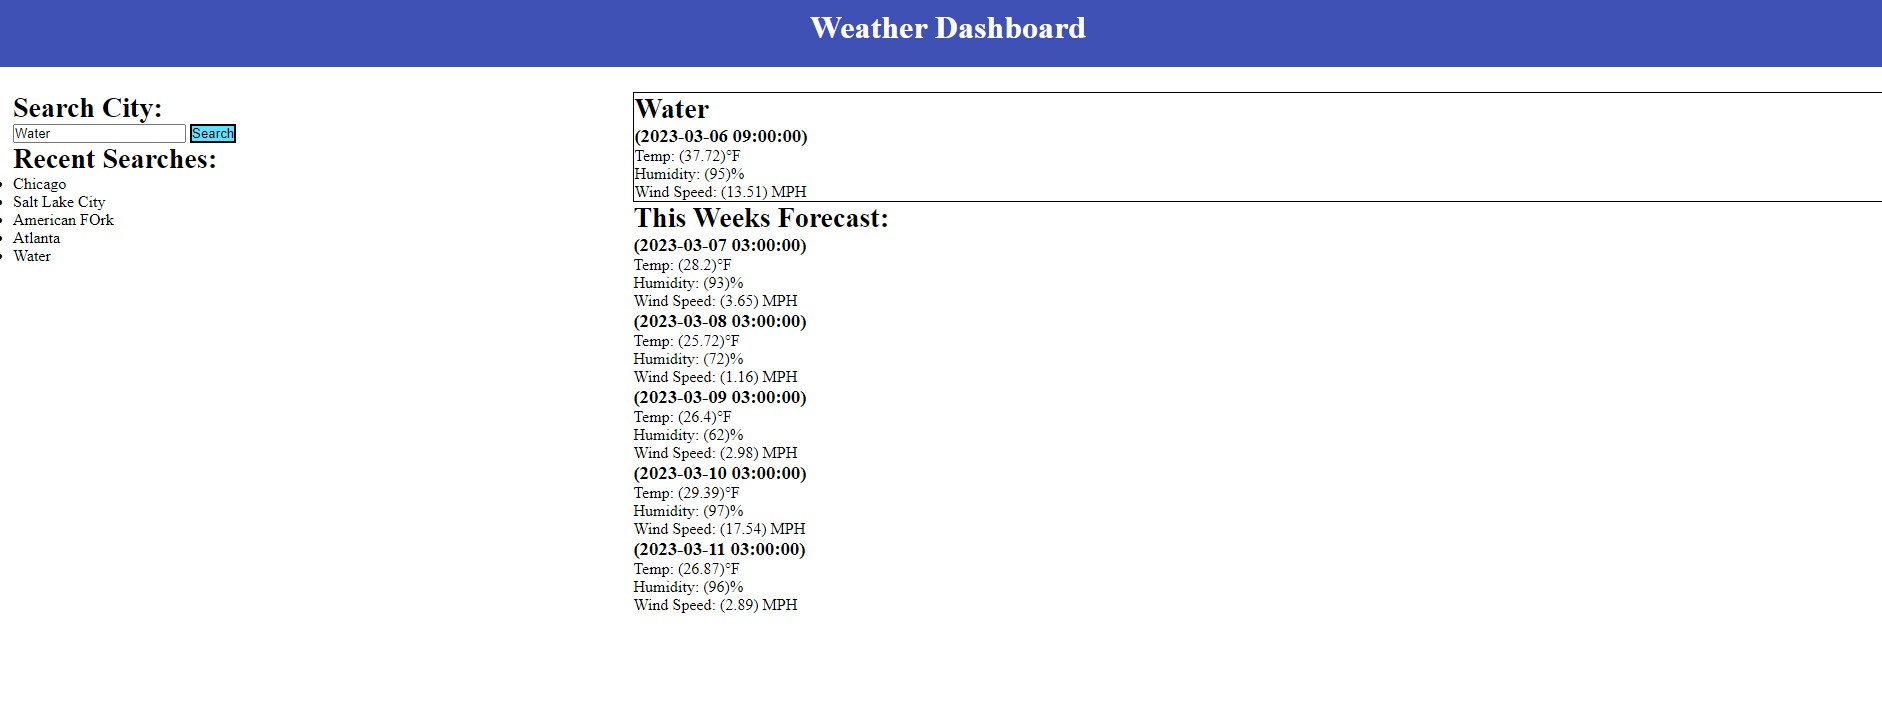 Weather Dashboard
Search City:
Water Search
Recent Searches:
Chicago
Salt Lake City
American FOrk
Atlanta
Water
Water
(2023-03-06 09:00:00)
Temp: (37.72)°F
Humidity: (95)%
Wind Speed: (13.51) MPH
This Weeks Forecast:
(2023-03-07 03:00:00)
Temp: (28.2)°F
Humidity: (93)%
Wind Speed: (3.65) MPH
(2023-03-08 03:00:00)
Temp: (25.72)°F
Humidity: (72)%
Wind Speed: (1.16) MPH
(2023-03-09 03:00:00)
Temp: (26.4)°F
Humidity: (62)%
Wind Speed: (2.98) MPH
(2023-03-10 03:00:00)
Temp: (29.39)°F
Humidity: (97)%
Wind Speed: (17.54) MPH
(2023-03-11 03:00:00)
Temp: (26.87)°F
Humidity: (96)%
Wind Speed: (2.89) MPH